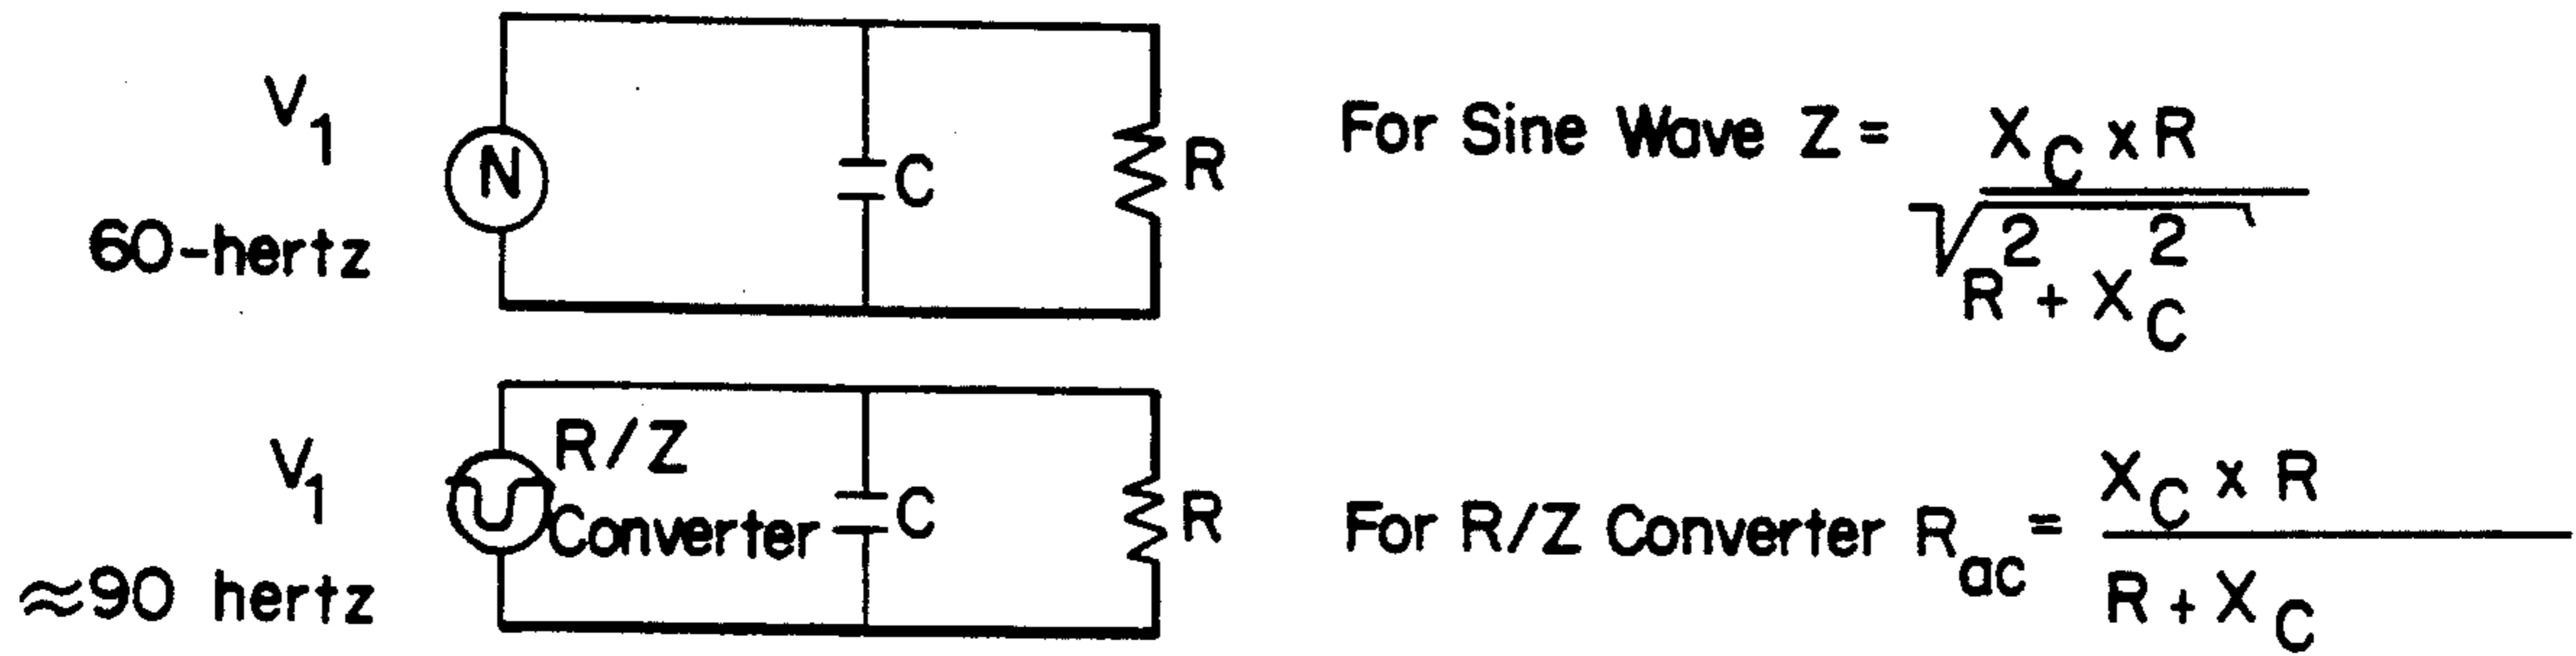 V1
60-hertz
N
C
R
For Sine Wave Z = XC x R
√R2 + XC2
V1
≈90 hertz
R/Z
Converter
C
R
For R/Z Converter Rac = XC x R
R + XC